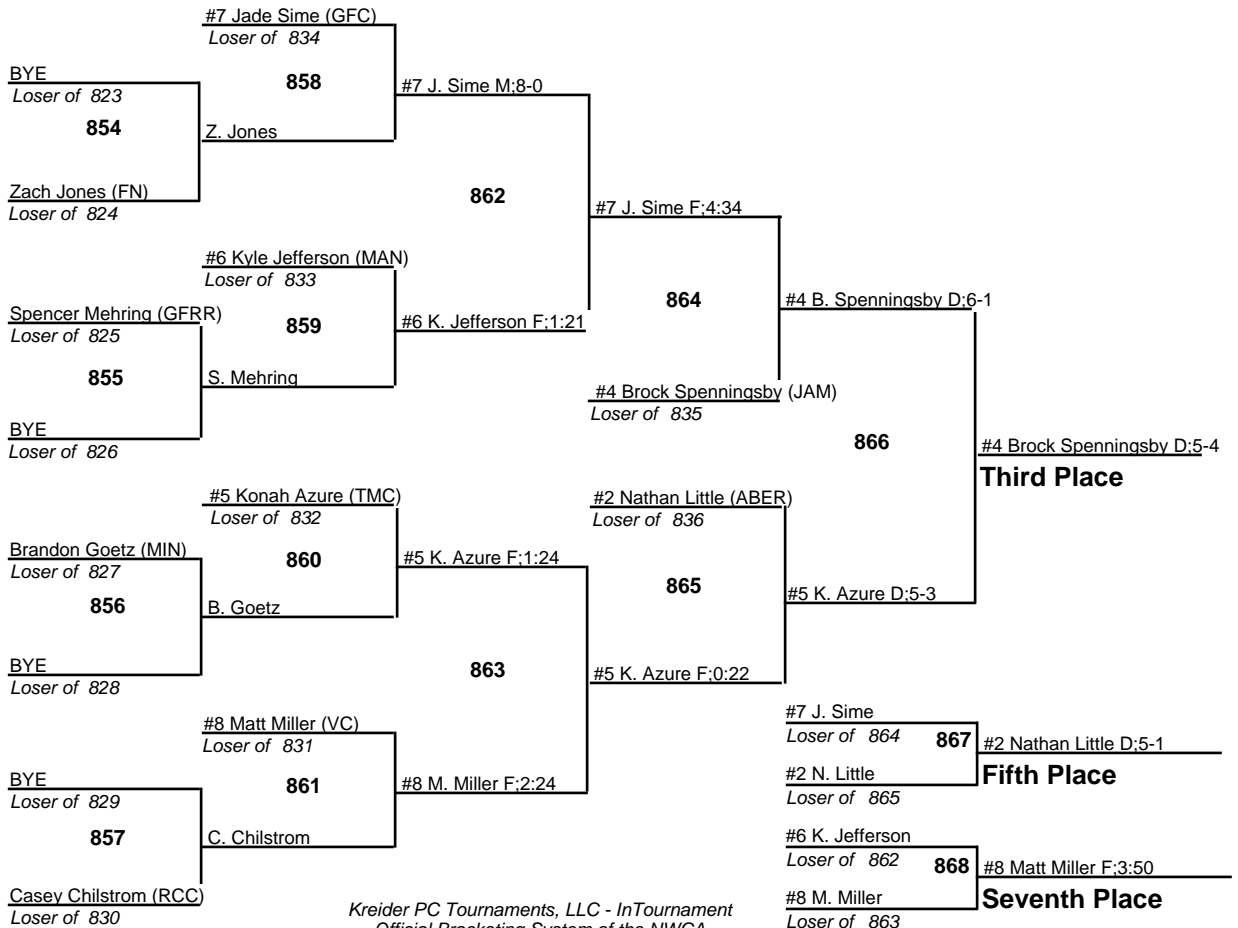 #7 Jade Sime (GFC)
Loser of 834
BYE
Loser of 823
858
#7 J. Sime M;8-0
854
Z. Jones
Zach Jones (FN)
Loser of 824
862
#7 J. Sime F;4:34
#6 Kyle Jefferson (MAN)
Loser of 833
864
#4 B. Spenningsby D;6-1
Spencer Mehring (GFRR)
Loser of 825
859
#6 K. Jefferson F;1:21
855
S. Mehring
#4 Brock Spenningsby (JAM)
Loser of 835
BYE
Loser of 826
866
#4 Brock Spenningsby D;5-4
Third Place
#5 Konah Azure (TMC)
Loser of 832
#2 Nathan Little (ABER)
Loser of 836
Brandon Goetz (MIN)
Loser of 827
860
#5 K. Azure F;1:24
865
856
B. Goetz
#5 K. Azure D;5-3
BYE
Loser of 828
863
#5 K. Azure F;0:22
#8 Matt Miller (VC)
Loser of 831
#7 J. Sime
Loser of 864
867
#2 Nathan Little D;5-1
Fifth Place
BYE
Loser of 829
861
#8 M. Miller F;2:24
#2 N. Little
Loser of 865
857
C. Chilstrom
#6 K. Jefferson
Loser of 862
868
#8 Matt Miller F;3:50
Seventh Place
Casey Chilstrom (RCC)
Loser of 830
#8 M. Miller
Loser of 863
Kreider PC Tournaments, LLC - InTournament
Official Bracketing System of the NWCA